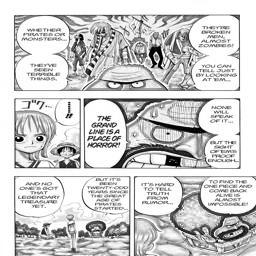 THEY'RE
BROKEN
MEN,
ALMOST
ZOMBIES!
YOU CAN
TELL
JUST BY
LOOKING
AT 'EM...
WHETHER
PIRATES OR
MONSTERS...
THEY'VE
SEEN
TERRIBLE
THINGS.
NONE
WILL
SPEAK OF
IT...
BUT THE
SIGHT
OF 'EM IS
PROOF
ENOUGH...
THE
GRAND
LINE IS A
PLACE OF
HORROR!
ゴク…
TO FIND THE
ONE PIECE
AND COME
BACK
ALIVE IS
ALMOST
IMPOSSIBLE!
IT'S HARD
TO TELL
TRUTH
FROM
RUMOR...
BUT IT'S
BEEN
TWENTY-ODD
YEARS SINCE
THE GREAT
AGE OF
PIRATES
STARTED...
AND NO
ONE'S GOT
THAT
LEGENDARY
TREASURE
YET.